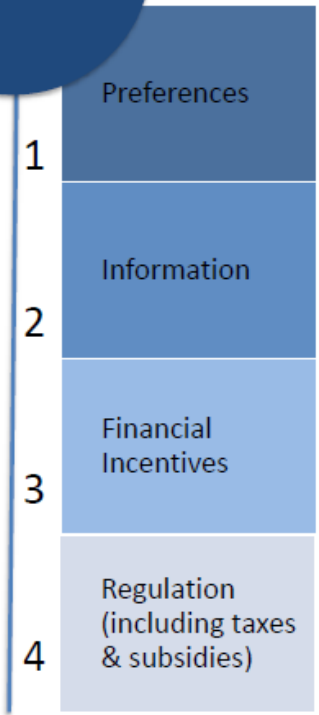 Preferences
1
Information
2
Financial
Incentives
3
Regulation
(including taxes
& subsidies)
4